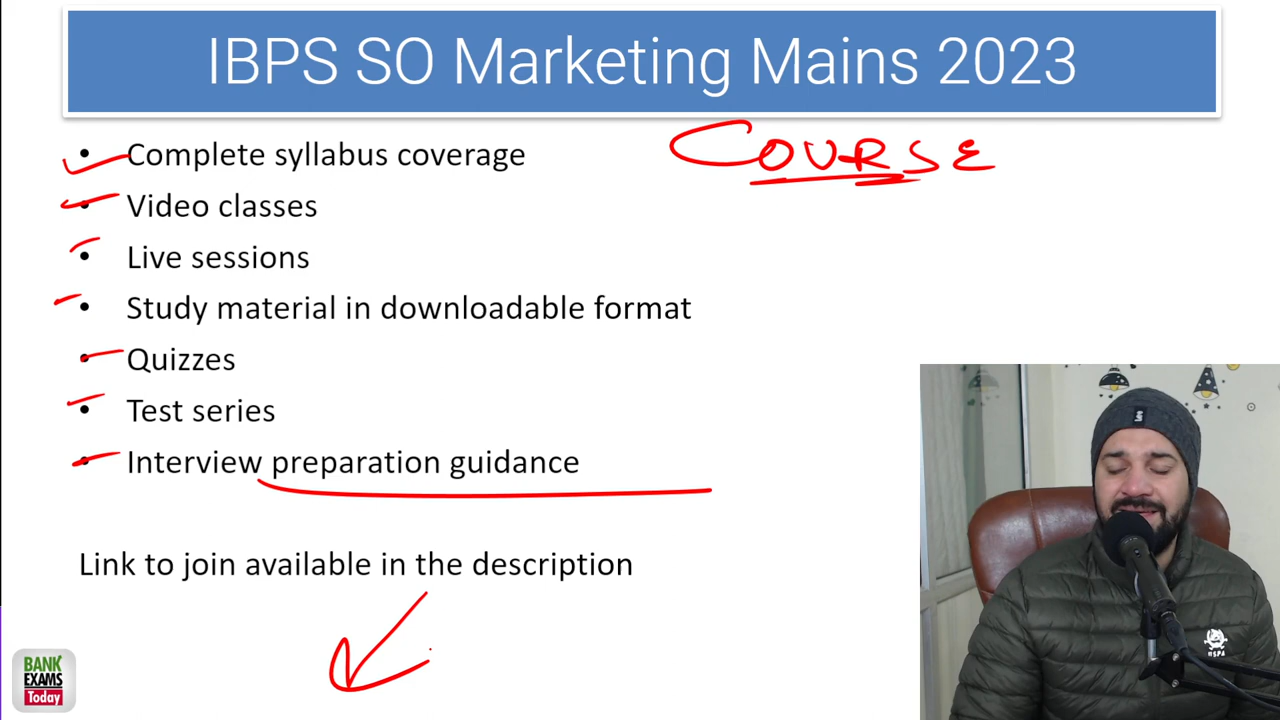 IBPS SO Marketing Mains 2023
COURSE
• Complete syllabus coverage
• Video classes
• Live sessions
• Study material in downloadable format
• Quizzes
• Test series
• Interview preparation guidance
Link to join available in the description
BANK
EXAMS
Today